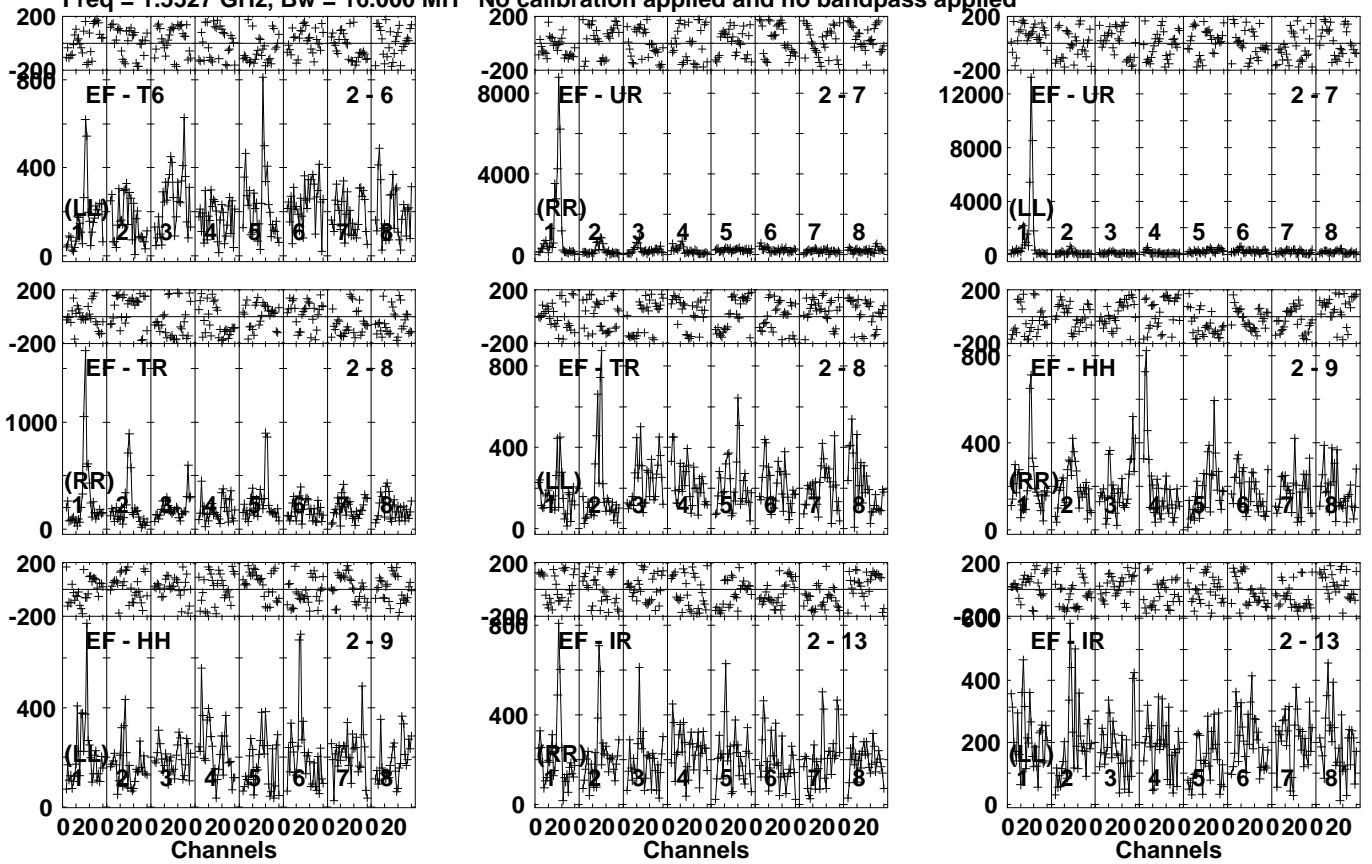 Freq = 1.5527 GHz, Bw = 16.000 MH No calibration applied and no bandpass applied
200 200 200
-200 -200 -200
800 EF - T6 2 - 6 8000 EF - UR 2 - 7 12000 EF - UR 2 - 7
8000
400 4000
4000
(LL) (RR) (LL)
1 2 3 4 5 6 7 8 1 2 3 4 5 6 7 8 1 2 3 4 5 6 7 8
0 0 0
200 200 200
-200 -200 -200
EF - TR 2 - 8 800 EF - TR 2 - 8 800 EF - HH 2 - 9
1000 400 400
(RR) (LL) (RR)
1 2 3 4 5 6 7 8 1 2 3 4 5 6 7 8 1 2 3 4 5 6 7 8
0 0 0
200 200 200
-200 -200 -200
EF - HH 2 - 9 800 EF - IR 2 - 13 600 EF - IR 2 - 13
400 400 400
200
(LL) (RR) (LL)
1 2 3 4 5 6 7 8 1 2 3 4 5 6 7 8 1 2 3 4 5 6 7 8
0 0 0
0 20 0 20 0 20 0 20 0 20 0 20 0 20 0 20 0 20 0 20 0 20 0 20 0 20 0 20 0 20 0 20 0 20 0 20 0 20 0 20 0 20 0 20 0 20 0 20
Channels Channels Channels